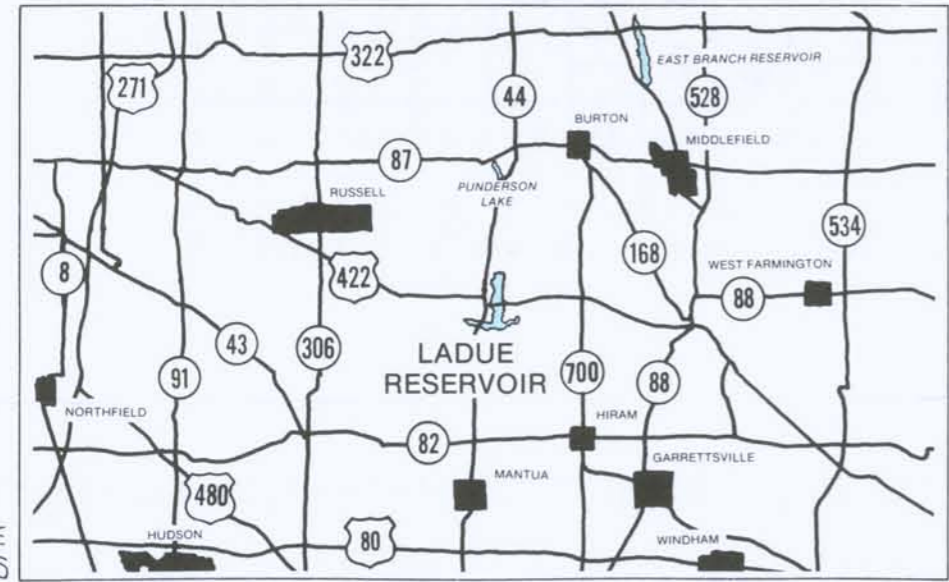 322
EAST BRANCH RESERVOIR
271
44
528
BURTON
MIDDLEFIELD
87
PUNDERSON
LAKE
RUSSELL
534
168
8
422
WEST FARMINGTON
88
43
306
LADUE
RESERVOIR
91
700
88
NORTHFIELD
HIRAM
82
GARRETTSVILLE
MANTUA
480
HUDSON
80
WINDHAM